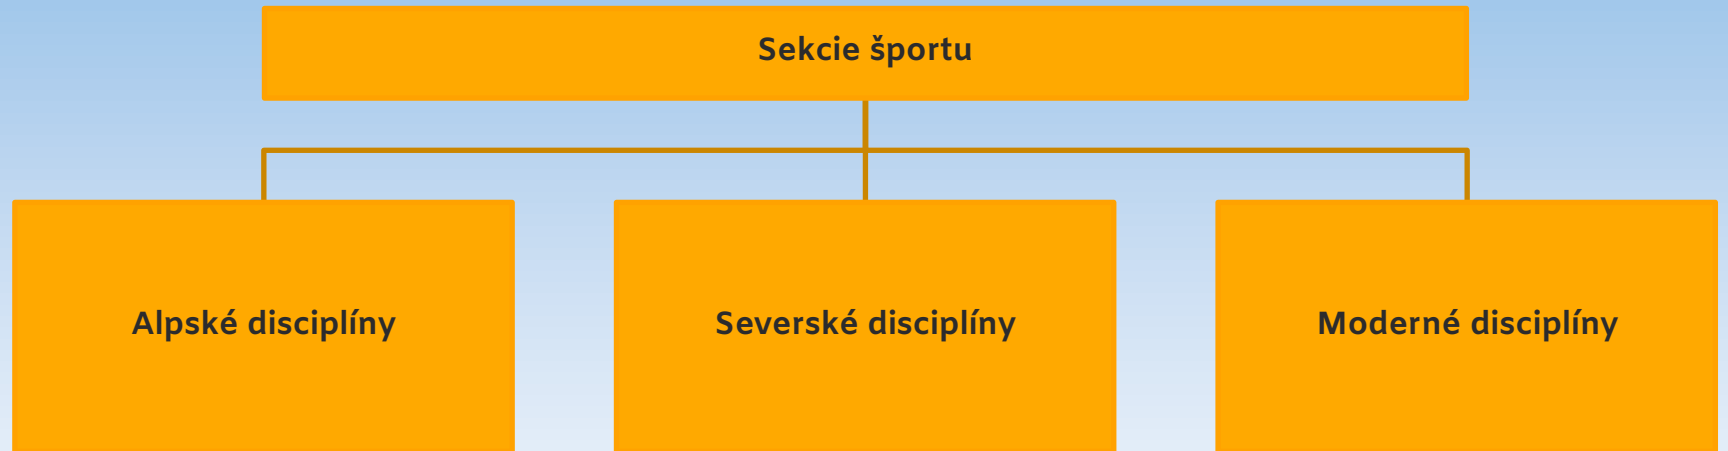 Sekcie športu
Alpské disciplíny
Severské disciplíny
Moderné disciplíny